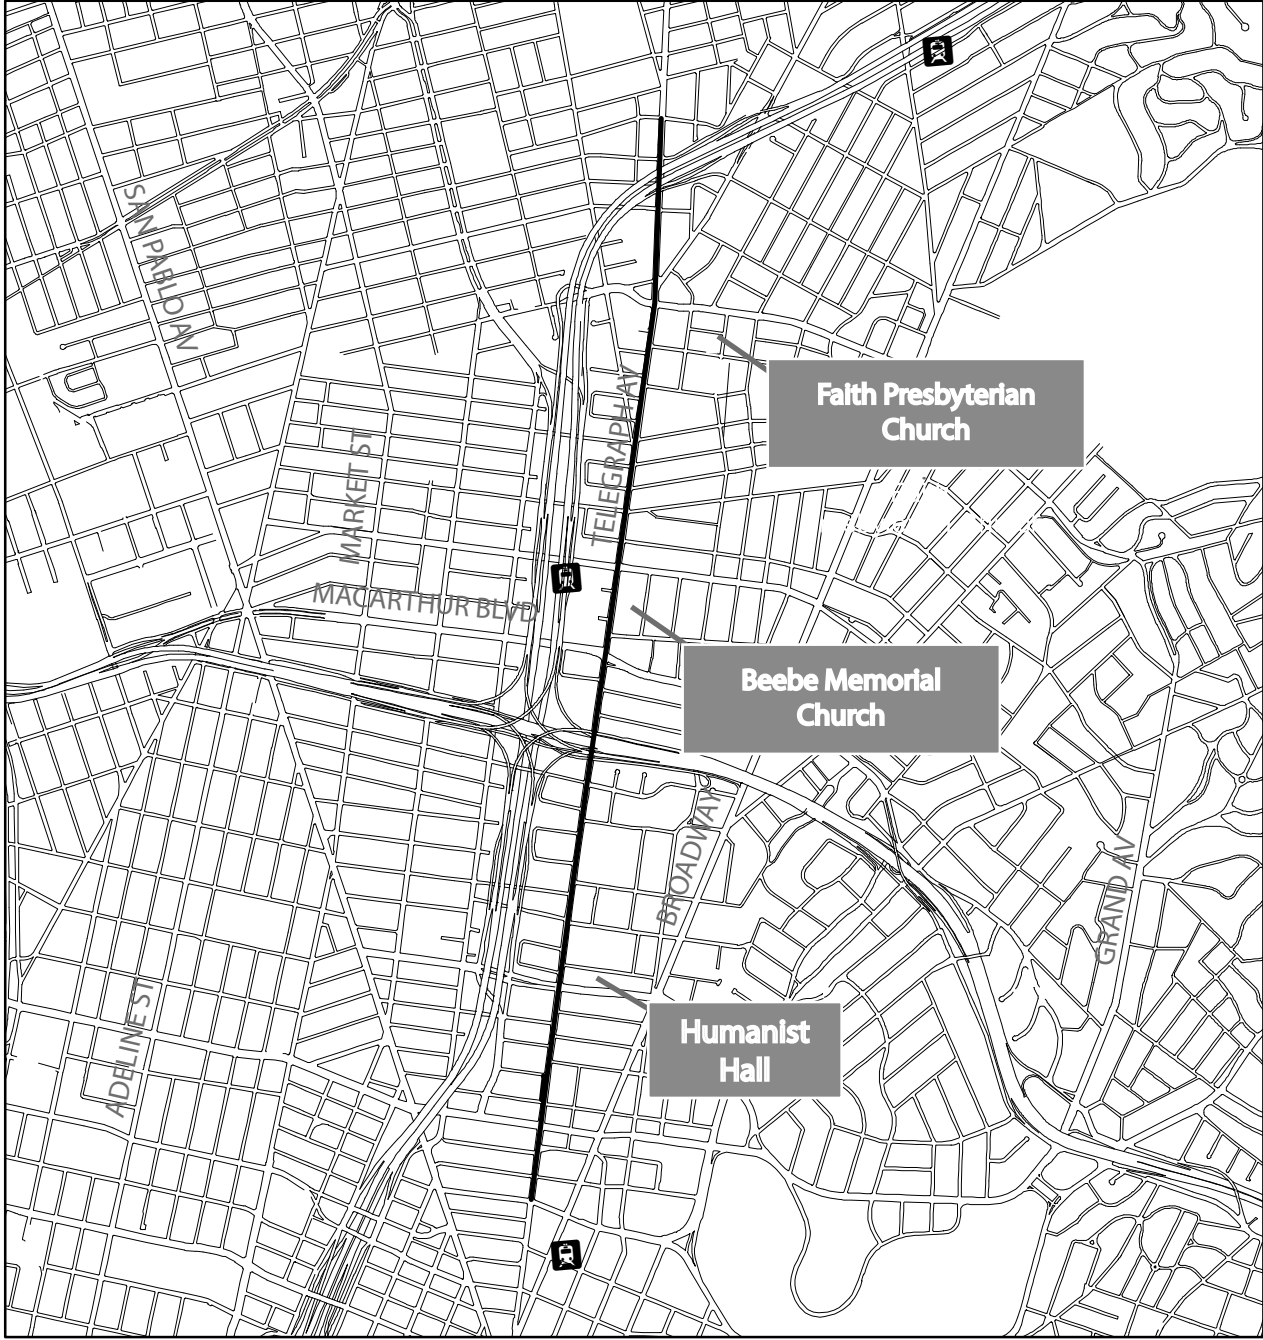 SAN PABLO AV
Faith Presbyterian
Church
TELEGRAPH AV
MARKET ST
MACARTHUR BLVD
Beebe Memorial
Church
BROADWAY
GRAND AV
ADELINE ST
Humanist
Hall